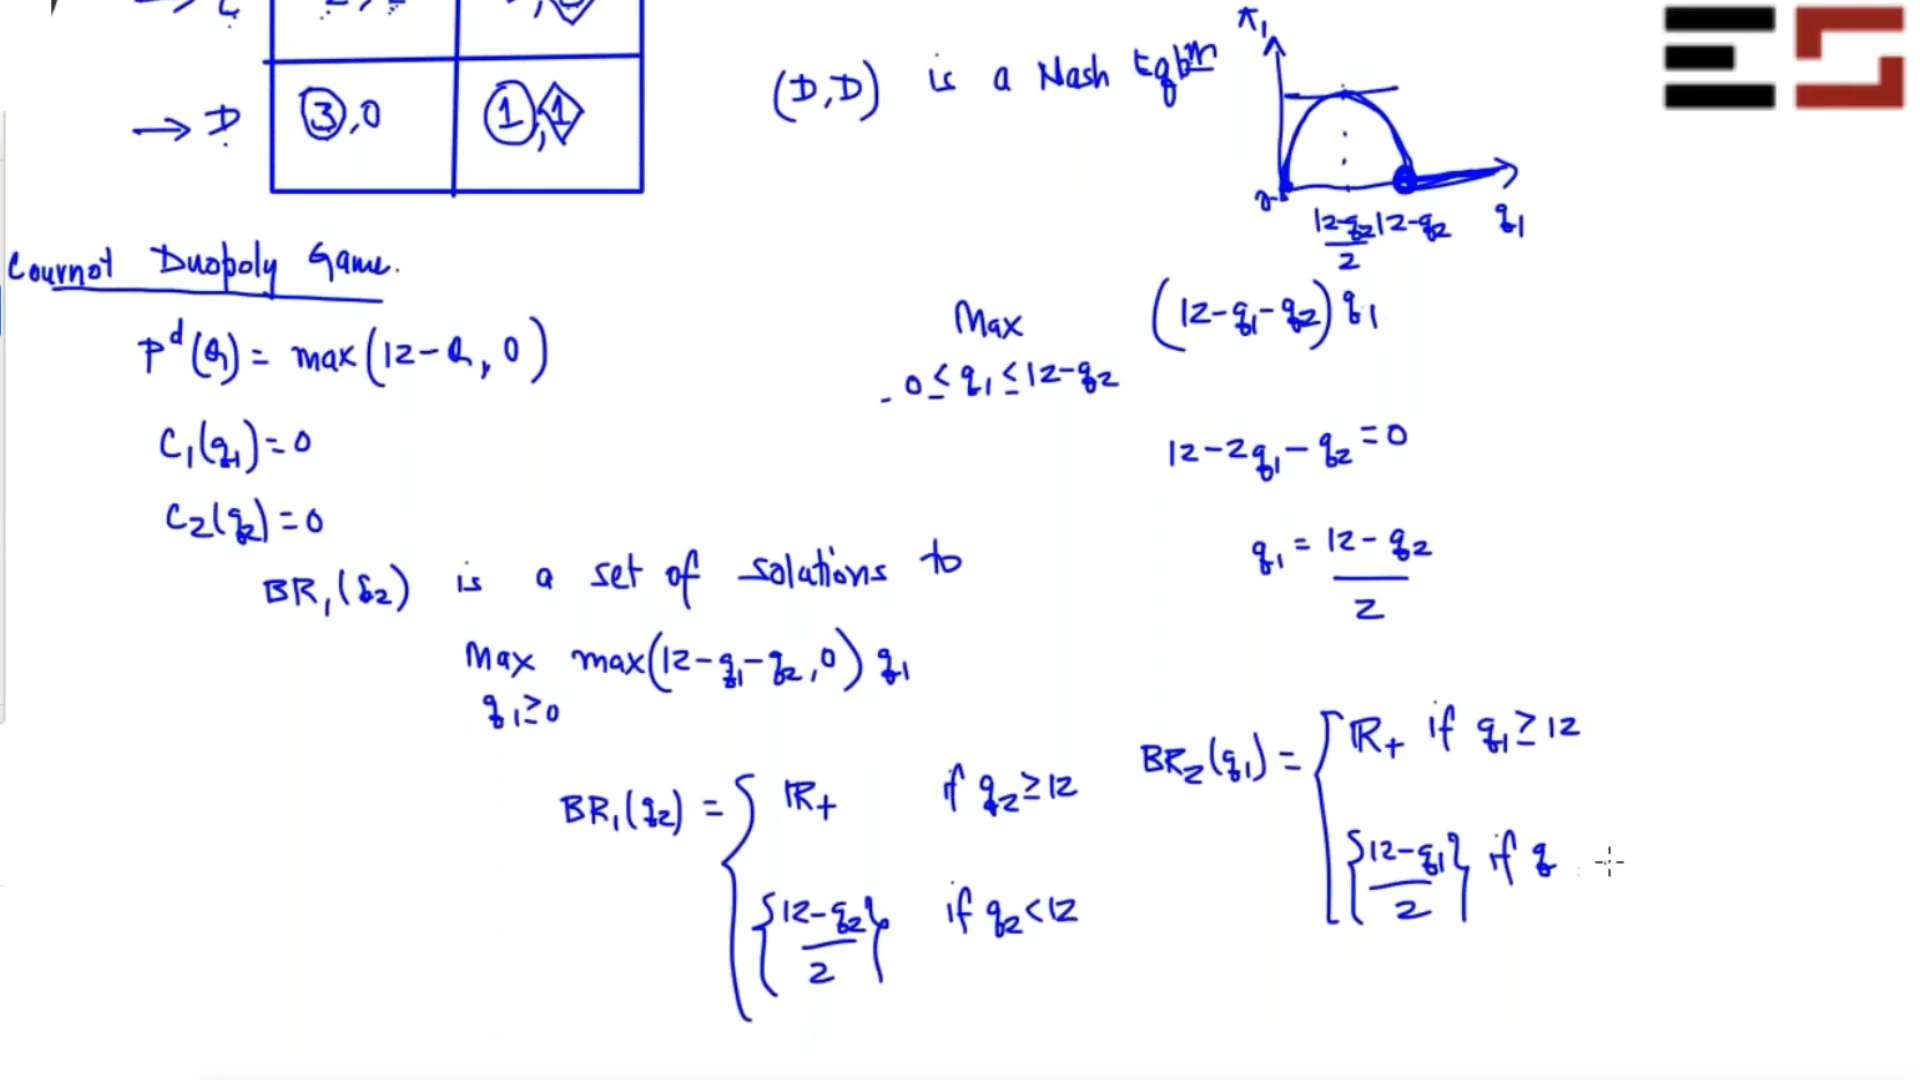 → D 3,0 1,1
(D,D) is a Nash Eqbm
π1
0
12-q2/2 12-q2 q1
Cournot Duopoly Game.
P^d(Q) = max(12-Q, 0)
C1(q1) = 0
C2(q2) = 0
BR1(q2) is a set of solutions to
Max max(12-q1-q2, 0) q1
q1≥0
BR1(q2) = { R+ if q2≥12
{12-q2/2} if q2<12
Max (12-q1-q2) q1
0≤q1≤12-q2
12-2q1-q2=0
q1 = 12-q2/2
BR2(q1) = { R+ if q1≥12
{12-q1/2} if q
ES